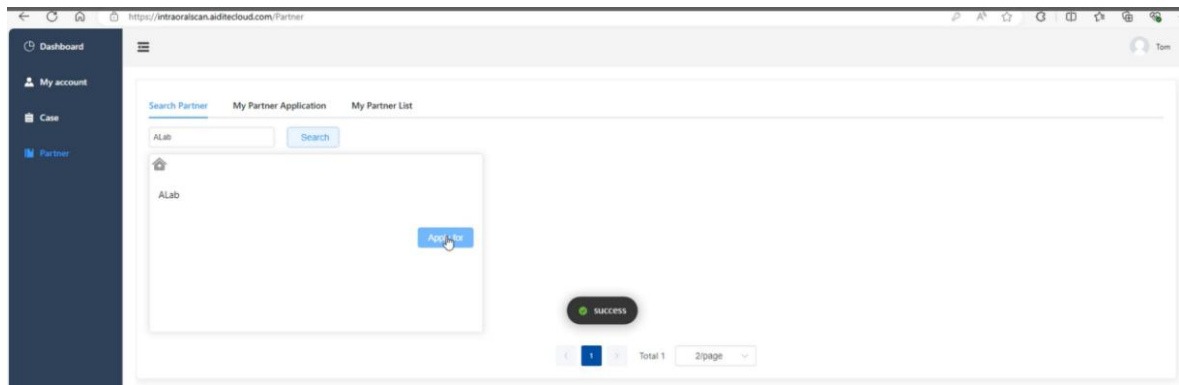 https://intraoralscan.aiditecloud.com/Partner
Dashboard
Tom
My account
Search Partner My Partner Application My Partner List
Case
ALab Search
Partner
ALab
Apply for
success
1 Total 1 2/page